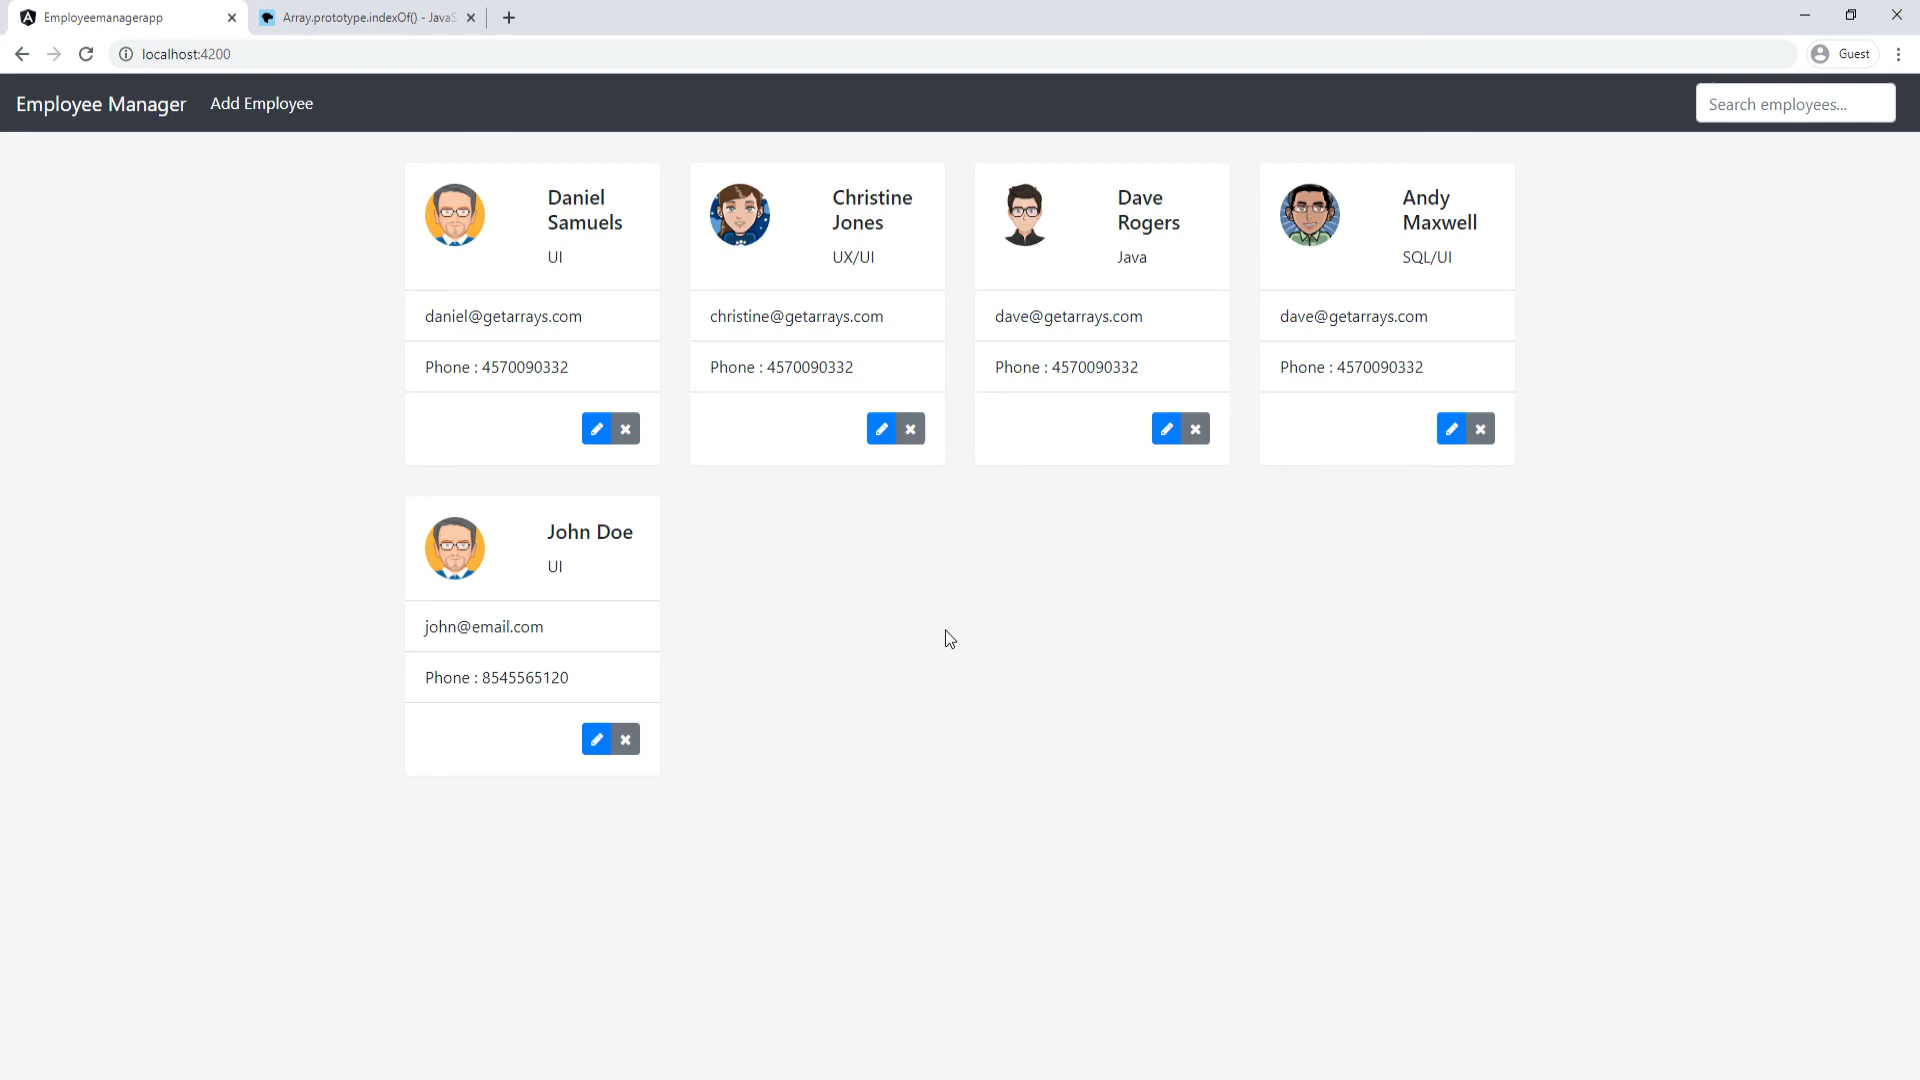 Employeemanagerapp
Array.prototype.indexOf() - JavaS
localhost:4200
Guest
Employee Manager
Add Employee
Search employees...
Daniel
Samuels
UI
daniel@getarrays.com
Phone : 4570090332
Christine
Jones
UX/UI
christine@getarrays.com
Phone : 4570090332
Dave
Rogers
Java
dave@getarrays.com
Phone : 4570090332
Andy
Maxwell
SQL/UI
dave@getarrays.com
Phone : 4570090332
John Doe
UI
john@email.com
Phone : 8545565120